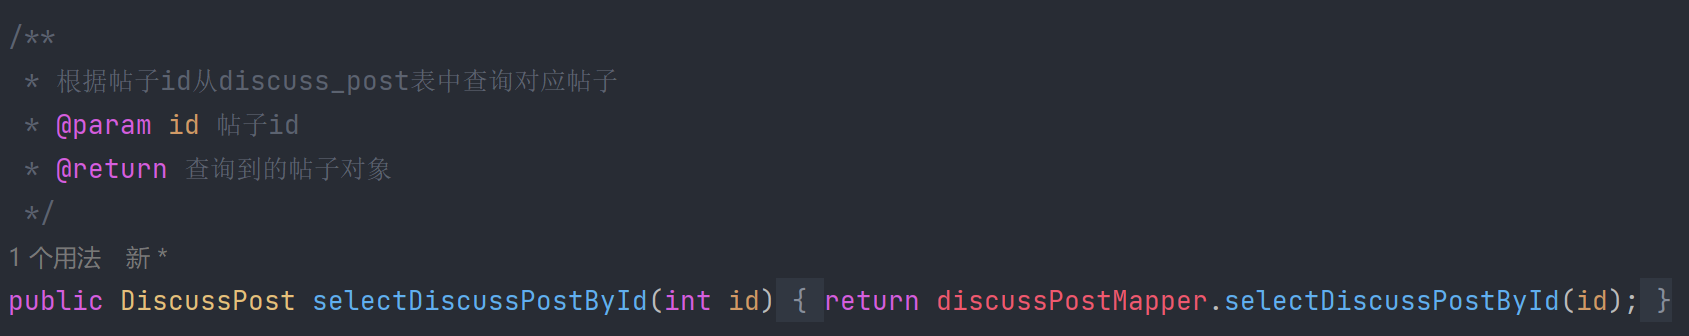 /**
 * 根据帖子id从discuss_post表中查询对应帖子
 * @param id 帖子id
 * @return 查询到的帖子对象
 */
1 个用法 新 *
public DiscussPost selectDiscussPostById(int id) { return discussPostMapper.selectDiscussPostById(id); }